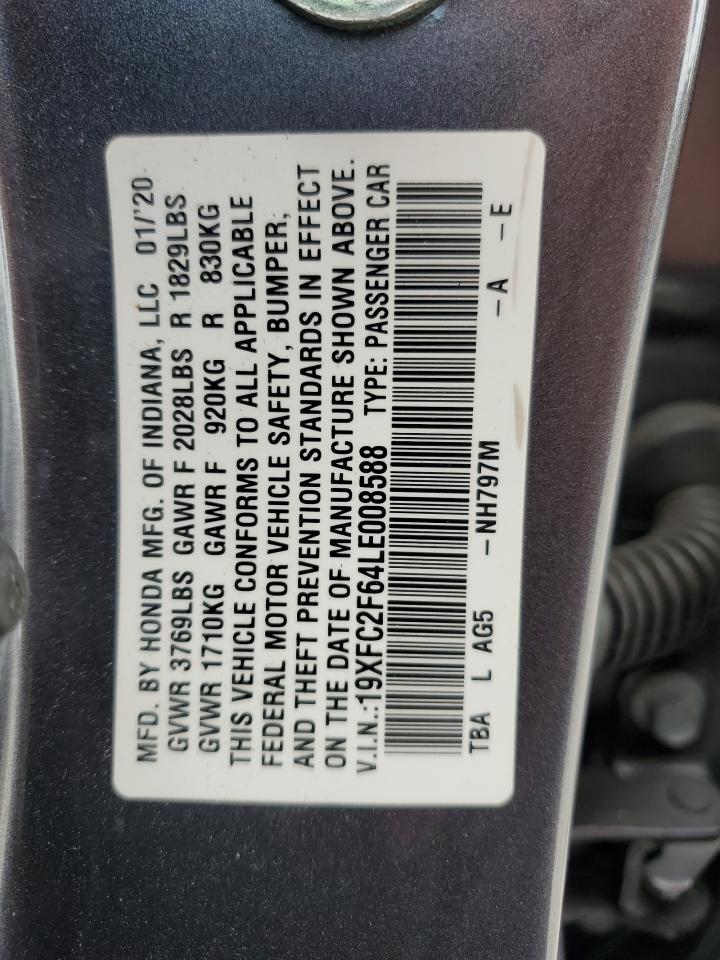 MFD. BY HONDA MFG. OF INDIANA, LLC 01/'20
GVWR 3769LBS GAWR F 2028LBS R 1829LBS
GVWR 1710KG GAWR F 920KG R 830KG
THIS VEHICLE CONFORMS TO ALL APPLICABLE
FEDERAL MOTOR VEHICLE SAFETY, BUMPER,
AND THEFT PREVENTION STANDARDS IN EFFECT
ON THE DATE OF MANUFACTURE SHOWN ABOVE.
V.I.N.:19XFC2F64LE008588 TYPE: PASSENGER CAR
TBA L AG5 -NH797M -A -E